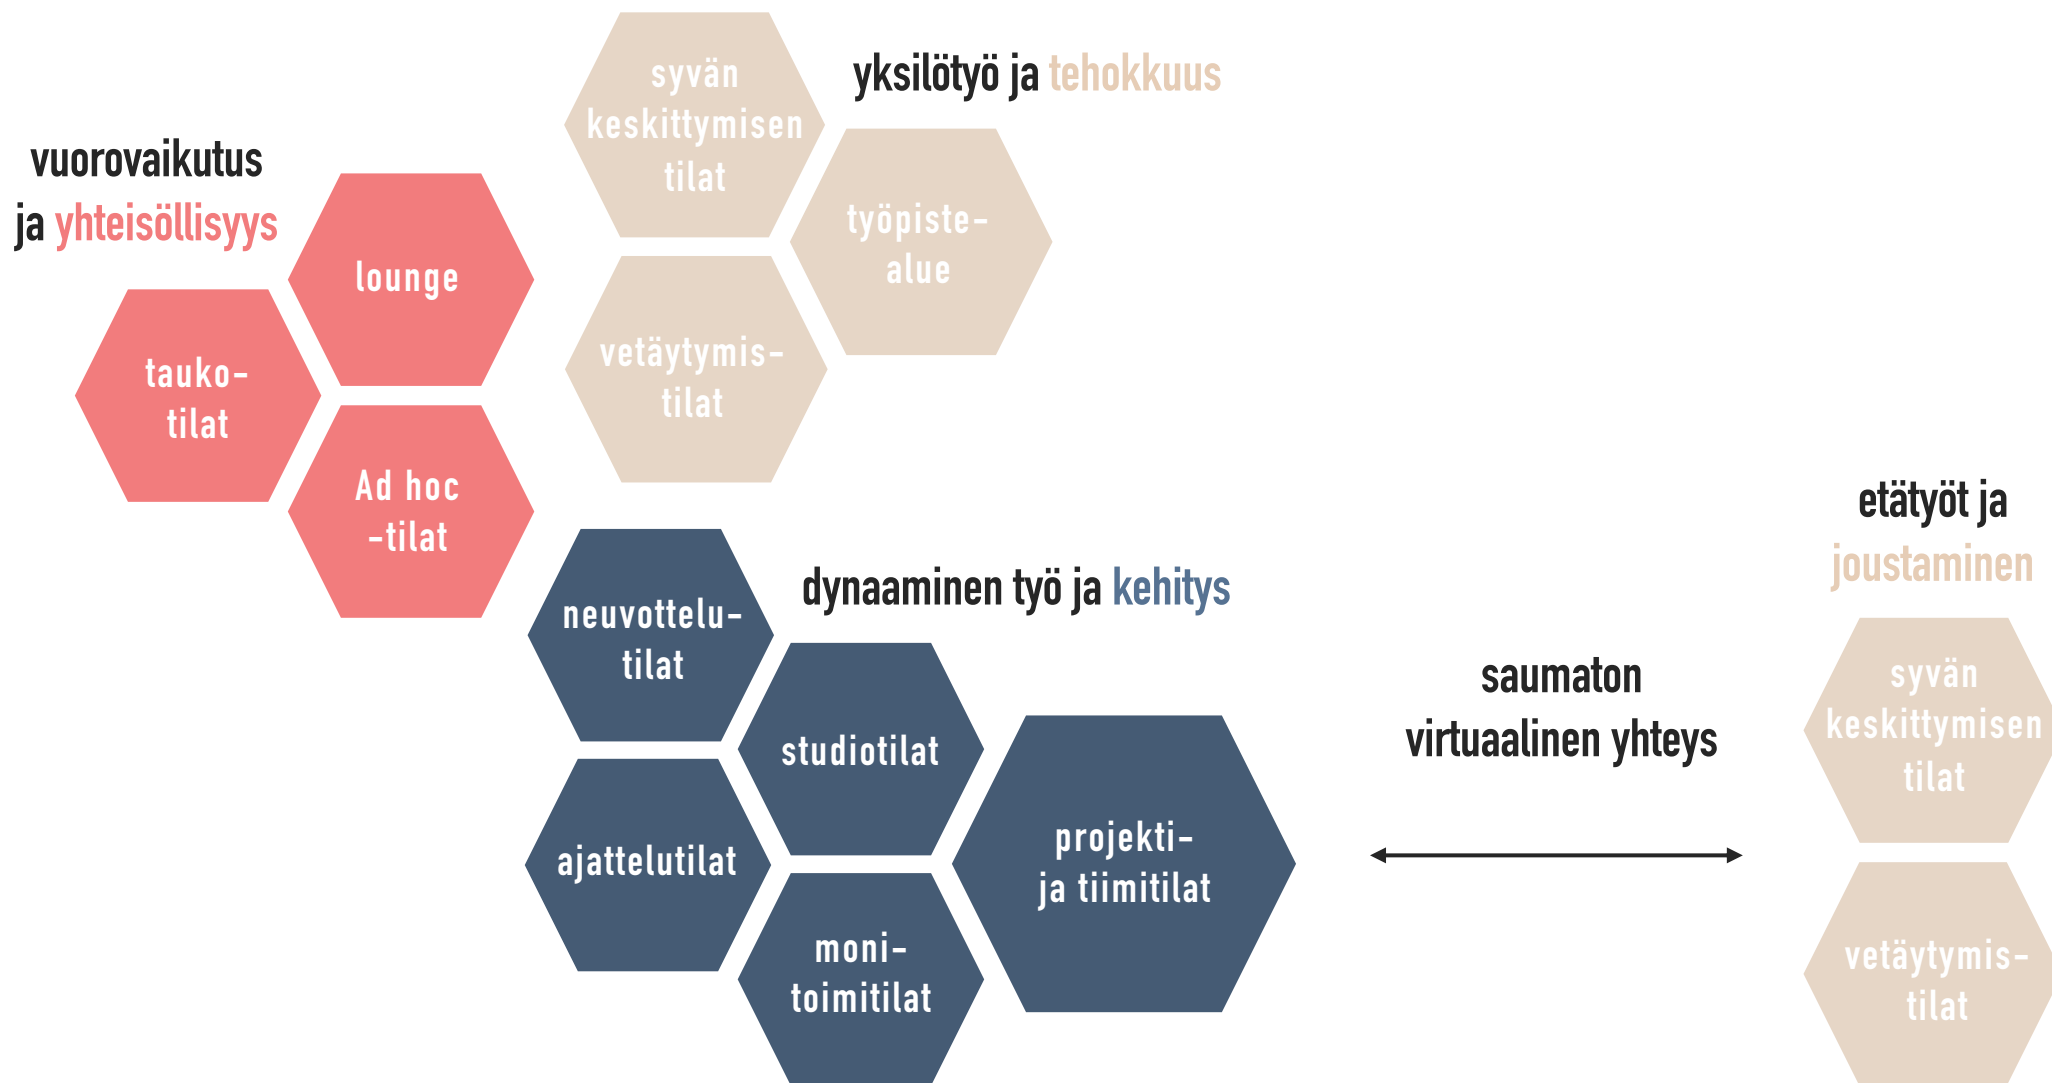 vuorovaikutus
ja yhteisöllisyys
lounge
tauko-
tilat
Ad hoc
-tilat
yksilötyö ja tehokkuus
syvän
keskittymisen
tilat
työpiste-
alue
vetäytymis-
tilat
dynaaminen työ ja kehitys
neuvottelu-
tilat
studiotilat
ajattelutilat
moni-
toimitilat
projekti-
ja tiimitilat
saumaton
virtuaalinen yhteys
etätyöt ja
joustaminen
syvän
keskittymisen
tilat
vetäytymis-
tilat